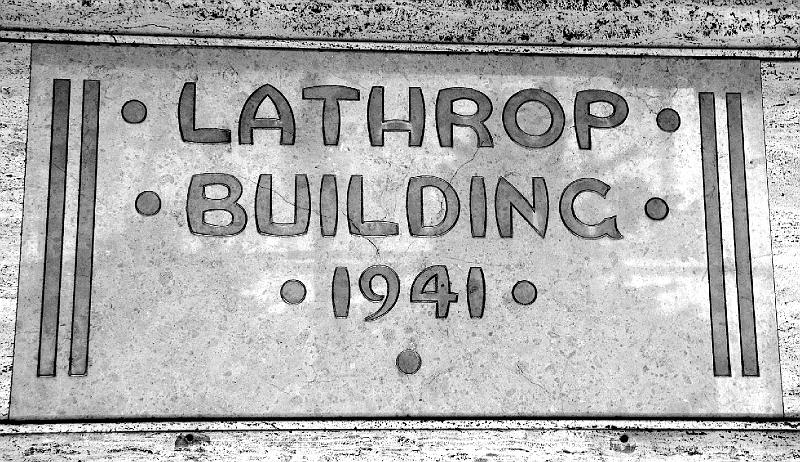 • LATHROP •
• BUILDING •
• 1941 •